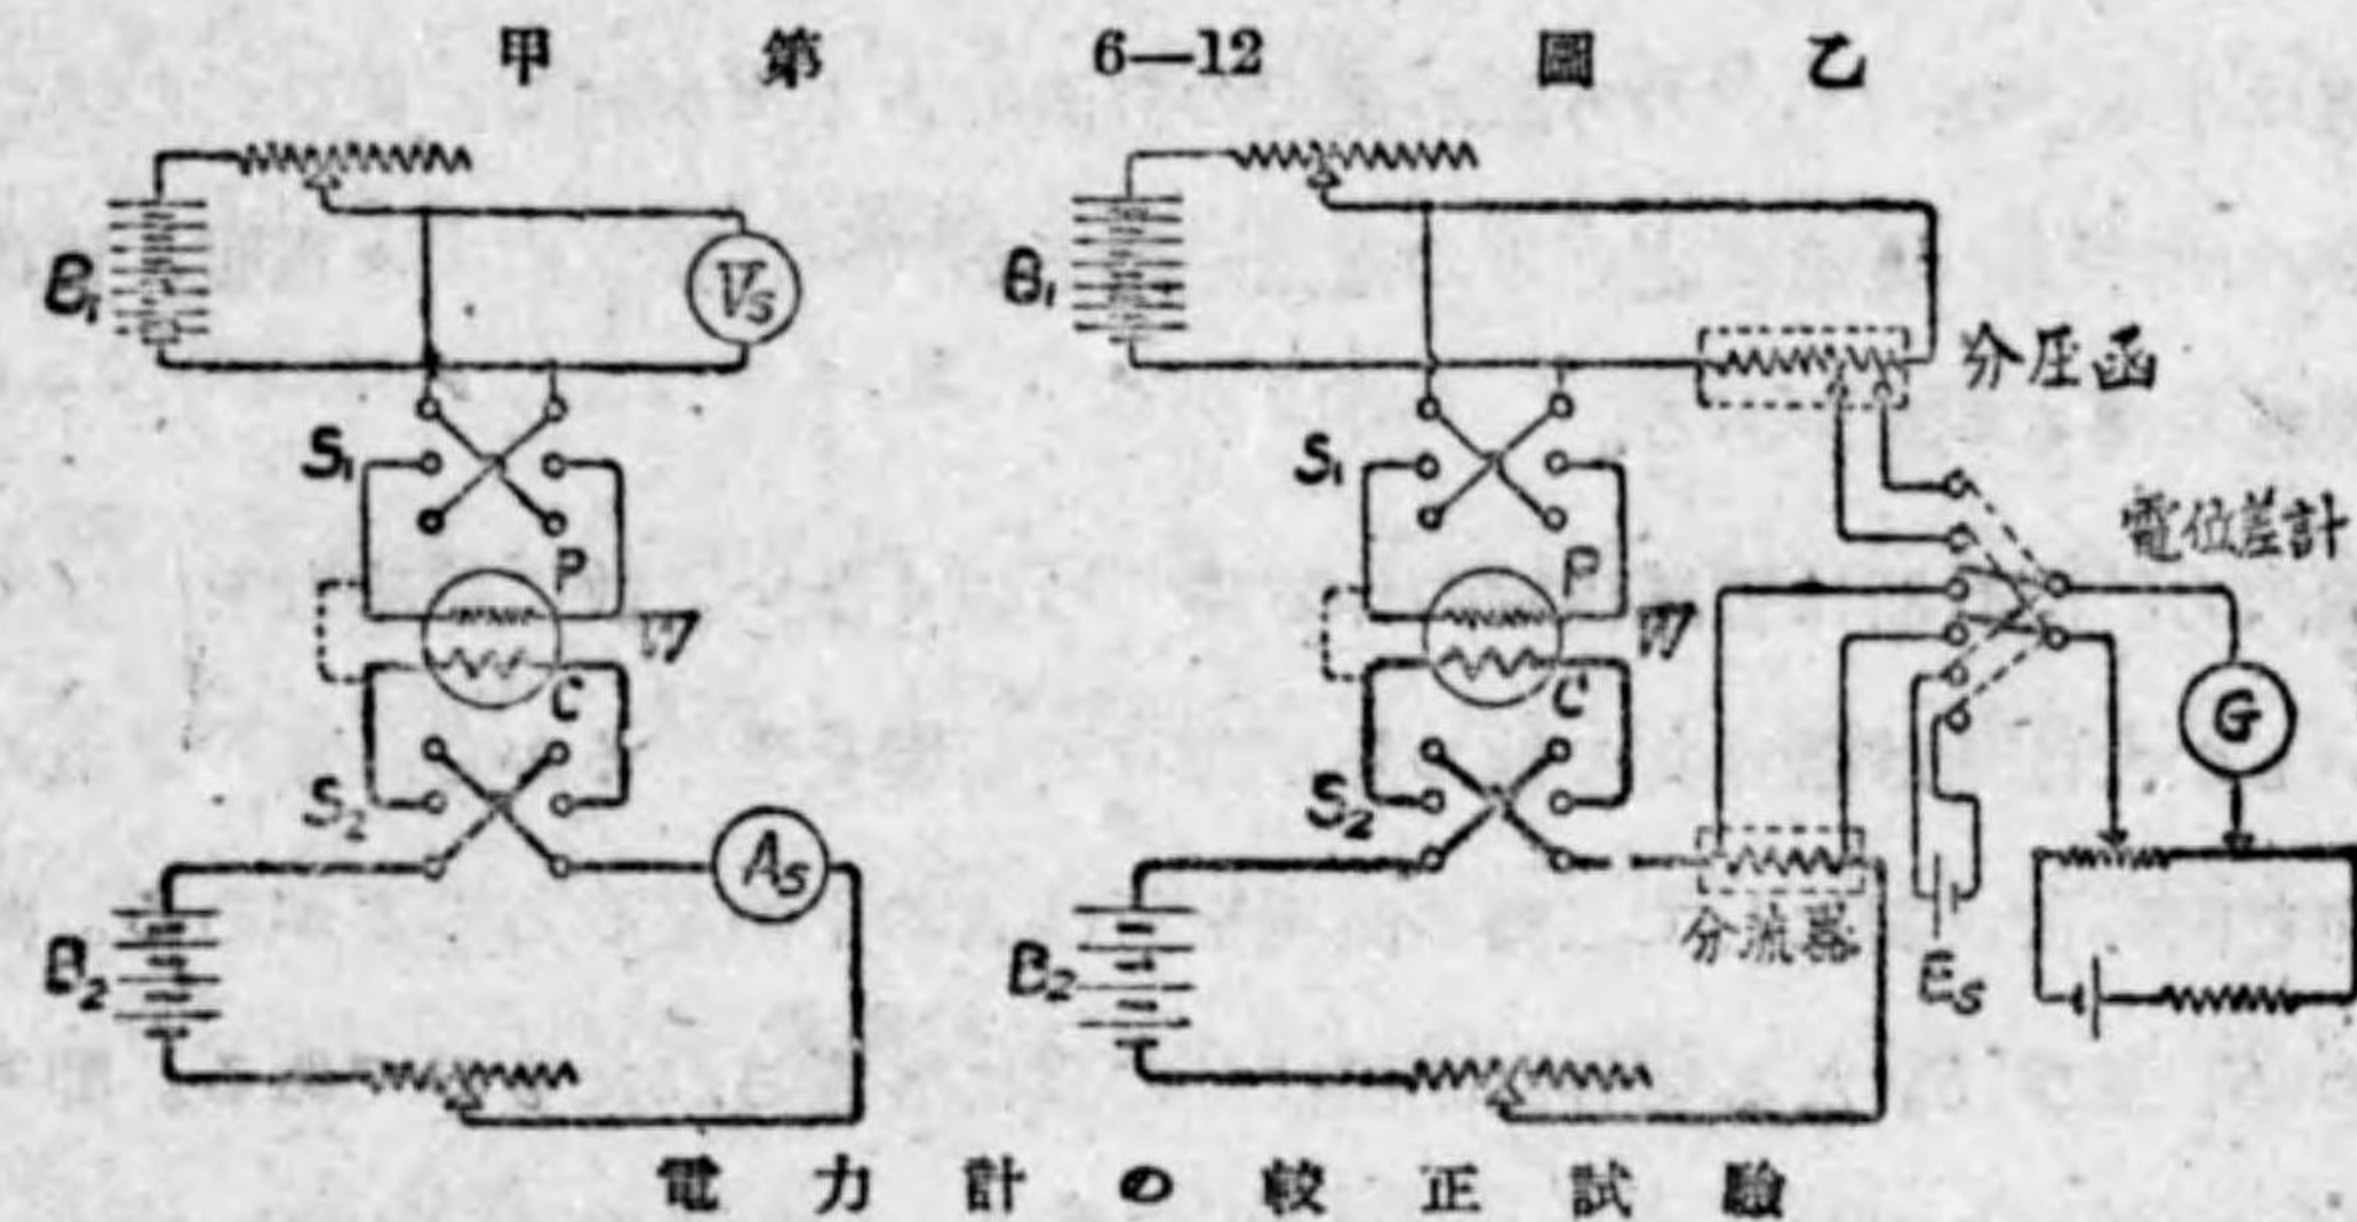 甲 第 6—12 圖 乙
B₁
Vs
S₁
P
W
C
S₂
As
B₂
B₁
分圧函
S₁
電位差計
P
W
C
G
S₂
分流器
B₂
Es
電力計の較正試驗